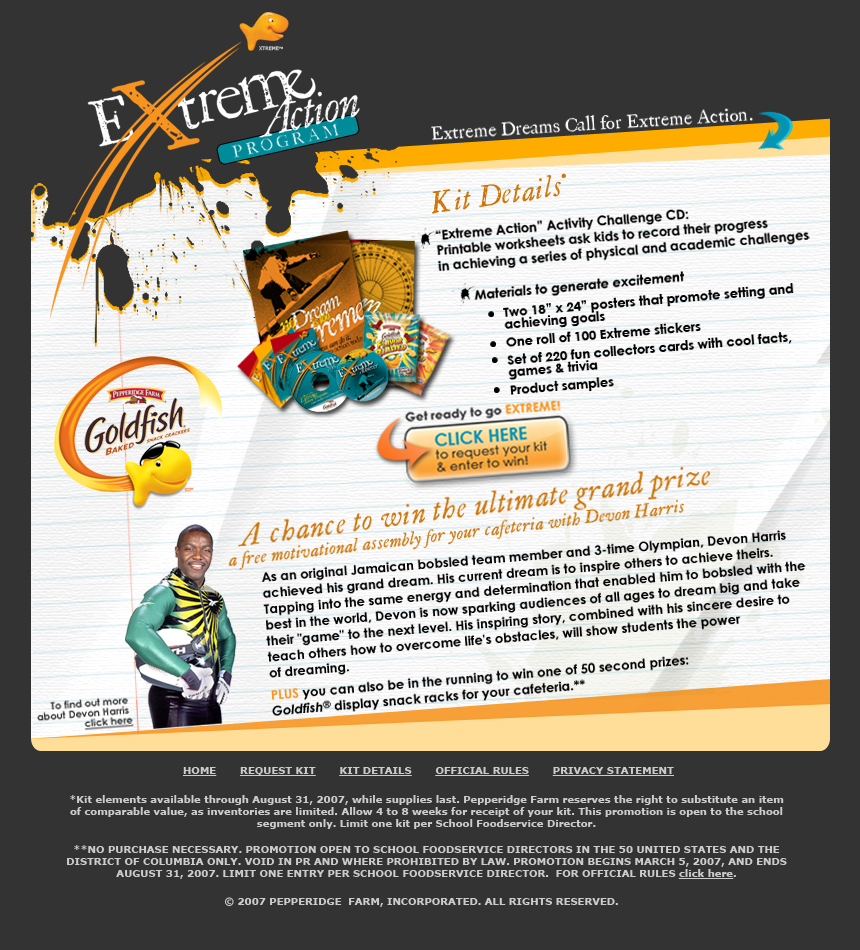 XTREME™
Extreme
Action
PROGRAM
Extreme Dreams Call for Extreme Action.
Kit Details*
“Extreme Action” Activity Challenge CD:
Printable worksheets ask kids to record their progress
in achieving a series of physical and academic challenges
Materials to generate excitement
• Two 18” x 24” posters that promote setting and
achieving goals
• One roll of 100 Extreme stickers
• Set of 220 fun collectors cards with cool facts,
games & trivia
• Product samples
Get ready to go EXTREME!
CLICK HERE
to request your kit
& enter to win!
PEPPERIDGE FARM
Goldfish®
BAKED SNACK CRACKERS
A chance to win the ultimate grand prize
a free motivational assembly for your cafeteria with Devon Harris
As an original Jamaican bobsled team member and 3-time Olympian, Devon Harris
achieved his grand dream. His current dream is to inspire others to achieve theirs.
Tapping into the same energy and determination that enabled him to bobsled with the
best in the world, Devon is now sparking audiences of all ages to dream big and take
their "game" to the next level. His inspiring story, combined with his sincere desire to
teach others how to overcome life's obstacles, will show students the power
of dreaming.
PLUS you can also be in the running to win one of 50 second prizes:
Goldfish® display snack racks for your cafeteria.**
To find out more
about Devon Harris
click here
HOME REQUEST KIT KIT DETAILS OFFICIAL RULES PRIVACY STATEMENT
*Kit elements available through August 31, 2007, while supplies last. Pepperidge Farm reserves the right to substitute an item
of comparable value, as inventories are limited. Allow 4 to 8 weeks for receipt of your kit. This promotion is open to the school
segment only. Limit one kit per School Foodservice Director.
**NO PURCHASE NECESSARY. PROMOTION OPEN TO SCHOOL FOODSERVICE DIRECTORS IN THE 50 UNITED STATES AND THE
DISTRICT OF COLUMBIA ONLY. VOID IN PR AND WHERE PROHIBITED BY LAW. PROMOTION BEGINS MARCH 5, 2007, AND ENDS
AUGUST 31, 2007. LIMIT ONE ENTRY PER SCHOOL FOODSERVICE DIRECTOR. FOR OFFICIAL RULES click here.
© 2007 PEPPERIDGE FARM, INCORPORATED. ALL RIGHTS RESERVED.